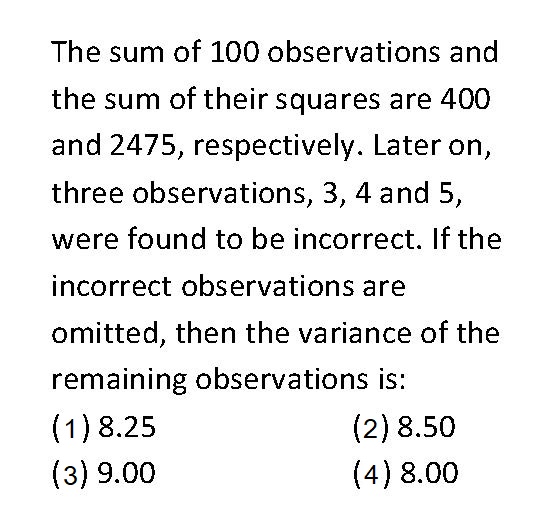 The sum of 100 observations and
the sum of their squares are 400
and 2475, respectively. Later on,
three observations, 3, 4 and 5,
were found to be incorrect. If the
incorrect observations are
omitted, then the variance of the
remaining observations is:
(1) 8.25 (2) 8.50
(3) 9.00 (4) 8.00